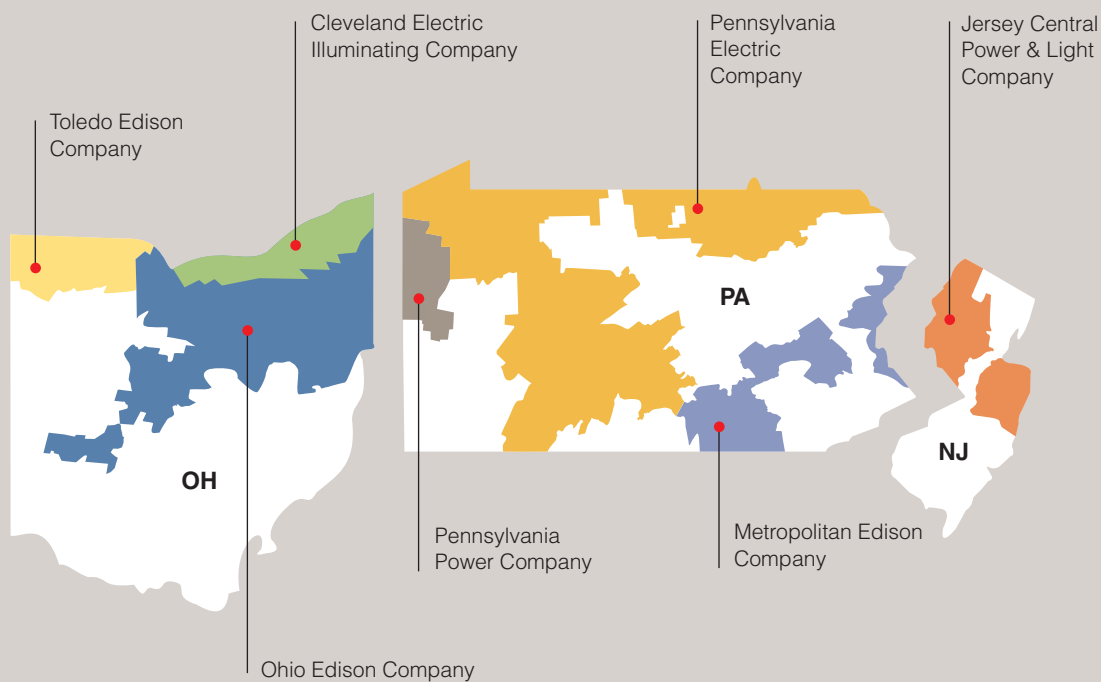 Cleveland Electric
Illuminating Company
Pennsylvania
Electric
Company
Jersey Central
Power & Light
Company
Toledo Edison
Company
PA
OH
NJ
Pennsylvania
Power Company
Metropolitan Edison
Company
Ohio Edison Company